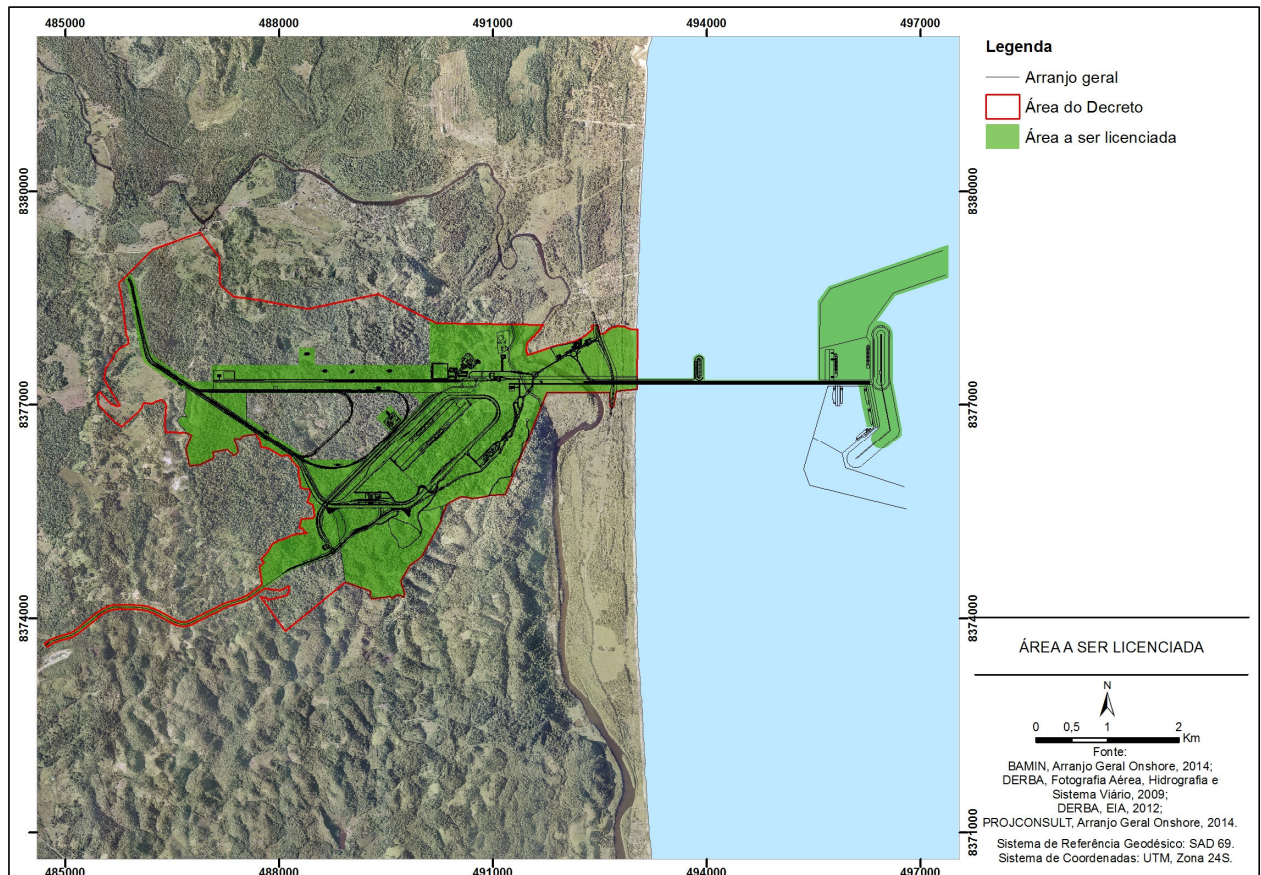 485000
488000
491000
494000
497000
Legenda
Arranjo geral
Área do Decreto
Área a ser licenciada
8380000
8380000
8377000
8377000
8374000
8374000
ÁREA A SER LICENCIADA
N
0 0,5 1 2
Km
Fonte:
BAMIN, Arranjo Geral Onshore, 2014;
DERBA, Fotografia Aérea, Hidrografia e
Sistema Viário, 2009;
DERBA, EIA, 2012;
PROJCONSULT, Arranjo Geral Onshore, 2014.
Sistema de Referência Geodésico: SAD 69.
Sistema de Coordenadas: UTM, Zona 24S.
8371000
485000
488000
491000
494000
497000